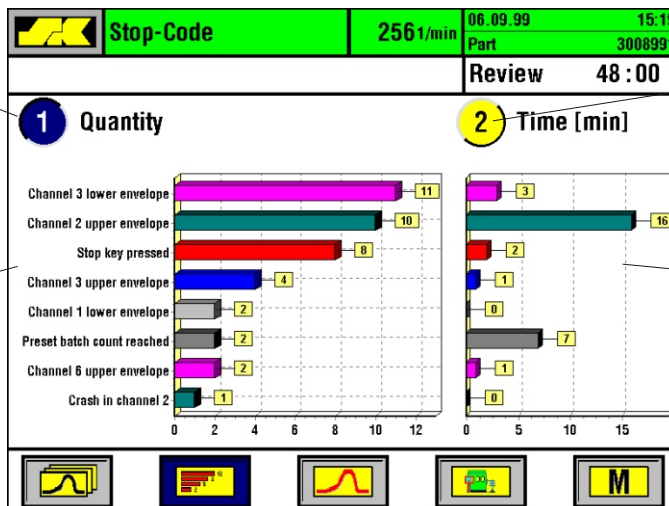 Stop-Code
256 1/min
06.09.99 15:19
Part 3008991
Review 48:00
1 Quantity
2 Time [min]
Channel 3 lower envelope 11 3
Channel 2 upper envelope 10 16
Stop key pressed 8 2
Channel 3 upper envelope 4 1
Channel 1 lower envelope 2 0
Preset batch count reached 2 7
Channel 6 upper envelope 2 1
Crash in channel 2 1 0
0 2 4 6 8 10 12 0 5 10 15
M